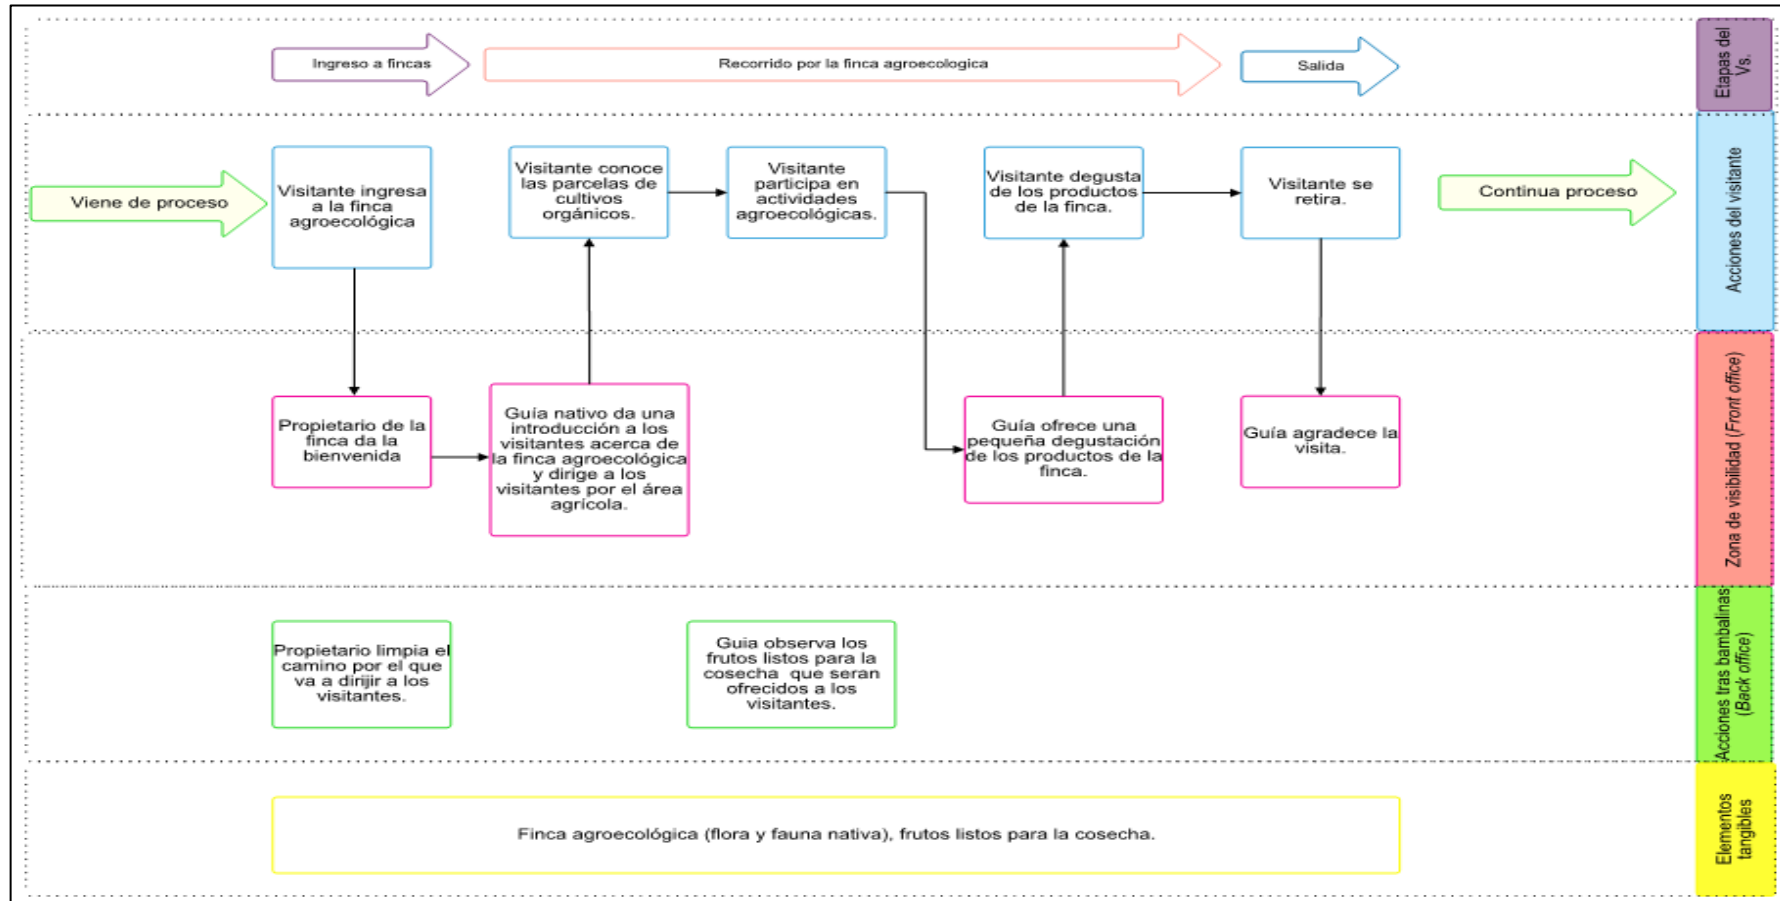 Ingreso a fincas
Recorrido por la finca agroecologica
Salida
Etapas del
Vs.
Viene de proceso
Visitante ingresa
a la finca
agroecológica
Visitante conoce
las parcelas de
cultivos
orgánicos.
Visitante
participa en
actividades
agroecológicas.
Visitante degusta
de los productos
de la finca.
Visitante se
retira.
Continua proceso
Acciones del visitante
Propietario de la
finca da la
bienvenida
Guía nativo da una
introducción a los
visitantes acerca de
la finca agroecológica
y dirige a los
visitantes por el área
agrícola.
Guía ofrece una
pequeña degustación
de los productos de la
finca.
Guía agradece la
visita.
Zona de visibilidad (Front office)
Propietario limpia el
camino por el que
va a dirijir a los
visitantes.
Guia observa los
frutos listos para la
cosecha que seran
ofrecidos a los
visitantes.
Acciones tras bambalinas
(Back office)
Finca agroecológica (flora y fauna nativa), frutos listos para la cosecha.
Elementos
tangibles